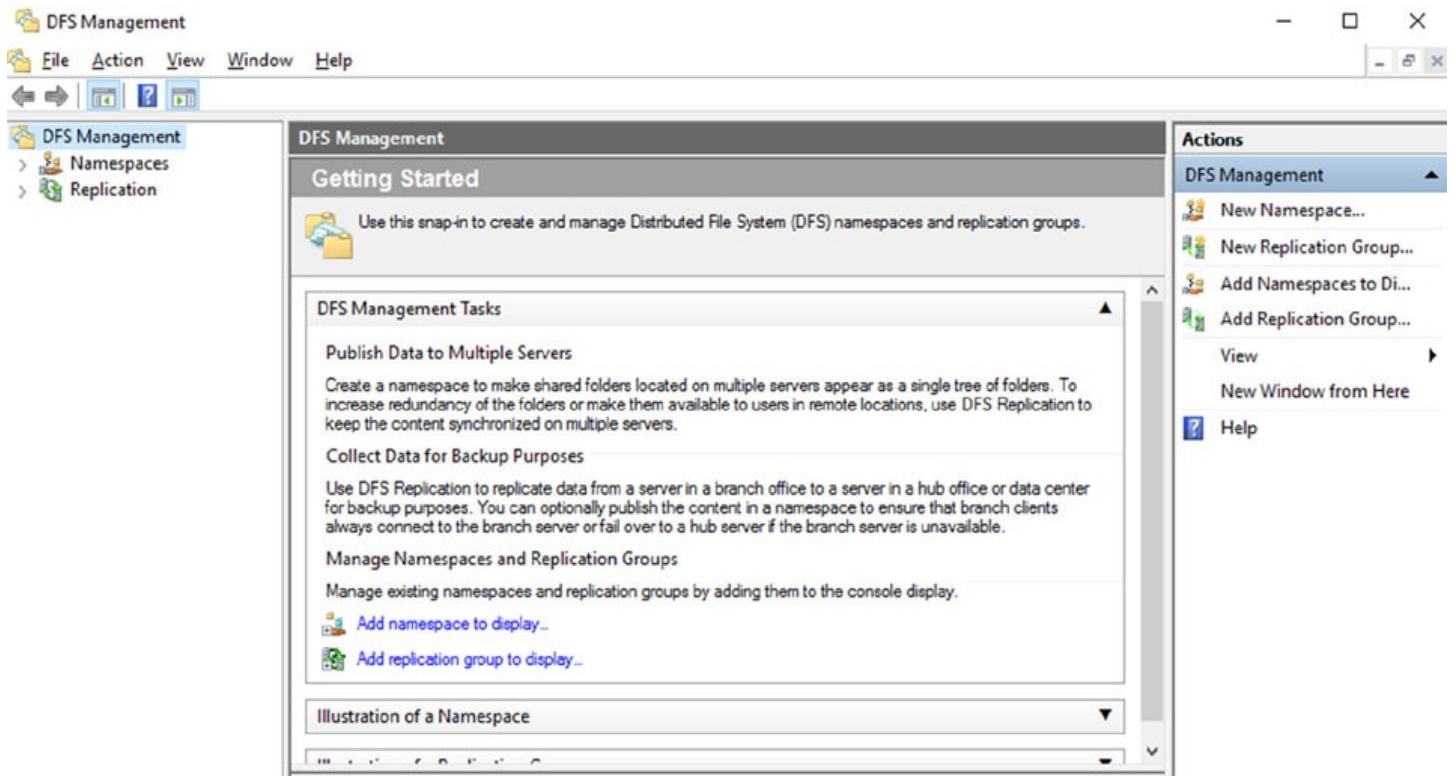 DFS Management
File Action View Window Help
DFS Management
Namespaces
Replication
DFS Management
Getting Started
Use this snap-in to create and manage Distributed File System (DFS) namespaces and replication groups.
DFS Management Tasks
Publish Data to Multiple Servers
Create a namespace to make shared folders located on multiple servers appear as a single tree of folders. To
increase redundancy of the folders or make them available to users in remote locations, use DFS Replication to
keep the content synchronized on multiple servers.
Collect Data for Backup Purposes
Use DFS Replication to replicate data from a server in a branch office to a server in a hub office or data center
for backup purposes. You can optionally publish the content in a namespace to ensure that branch clients
always connect to the branch server or fail over to a hub server if the branch server is unavailable.
Manage Namespaces and Replication Groups
Manage existing namespaces and replication groups by adding them to the console display.
Add namespace to display...
Add replication group to display...
Illustration of a Namespace
Actions
DFS Management
New Namespace...
New Replication Group...
Add Namespaces to Di...
Add Replication Group...
View
New Window from Here
Help